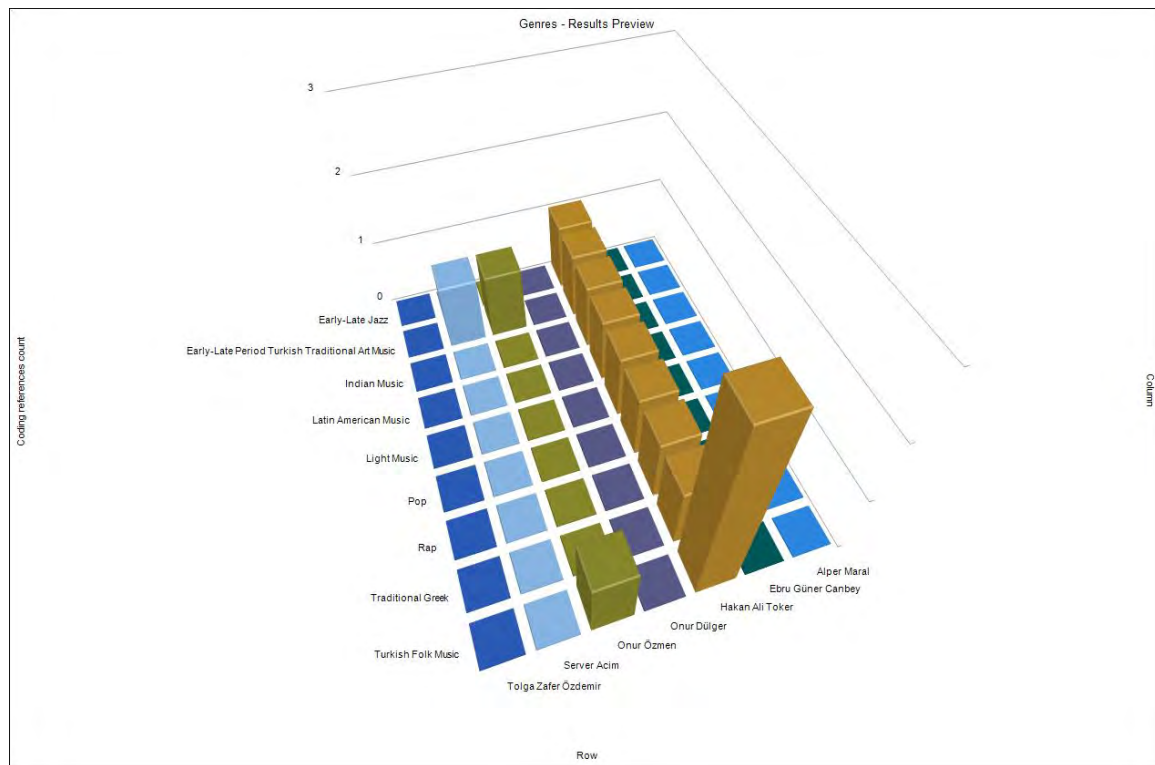 Genres - Results Preview
3
2
1
0
Coding references count
Column
Early-Late Jazz
Early-Late Period Turkish Traditional Art Music
Indian Music
Latin American Music
Light Music
Pop
Rap
Traditional Greek
Turkish Folk Music
Alper Maral
Ebru Güner Canbey
Hakan Ali Toker
Onur Dülger
Onur Özmen
Server Acim
Tolga Zafer Özdemir
Row